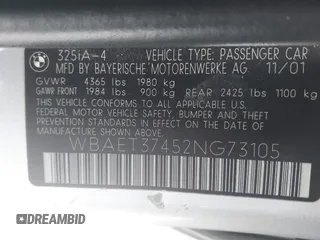 325iA-4 VEHICLE TYPE: PASSENGER CAR
MFD BY BAYERISCHE MOTORENWERKE AG 11/01
GVWR 4365 lbs 1980 kg
GAWR FRONT 1984 lbs 900 kg REAR 2425 lbs 1100 kg
THIS VEHICLE CONFORMS TO ALL APPLICABLE U.S. FEDERAL
MOTOR VEHICLE SAFETY, BUMPER AND THEFT
PREVENTION STANDARDS IN EFFECT ON THE DATE OF
MANUFACTURE SHOWN ABOVE.
WBAET37452NG73105
DREAMBID